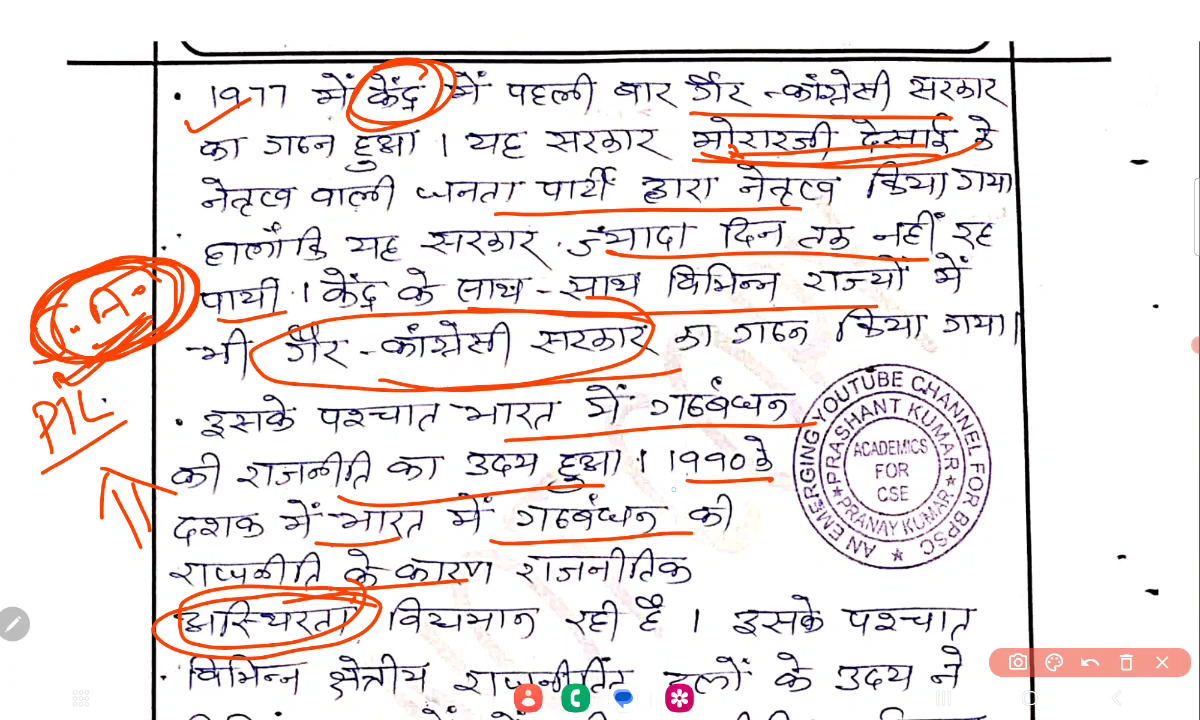 • 1977 में केंद्र में पहली बार गैर-कांग्रेसी सरकार
का गठन हुआ । यह सरकार मोरारजी देसाई के
नेतृत्व वाली जनता पार्टी द्वारा नेतृत्व किया गया
हालाँकि यह सरकार ज्यादा दिन तक नहीं रह
पायी । केंद्र के साथ-साथ विभिन्न राज्यों में
भी गैर-कांग्रेसी सरकार का गठन किया गया।
PIL
• इसके पश्चात भारत में गठबंधन
की राजनीति का उदय हुआ । 1990 के
दशक में भारत में गठबंधन की
राजनीति के कारण राजनीतिक
अस्थिरता विद्यमान रही है । इसके पश्चात
• विभिन्न क्षेत्रीय राजनीतिक दलों के उदय ने
AN EMERGING YOUTUBE CHANNEL FOR BPSC
PRASHANT KUMAR
PRANAY KUMAR
ACADEMICS
FOR
CSE